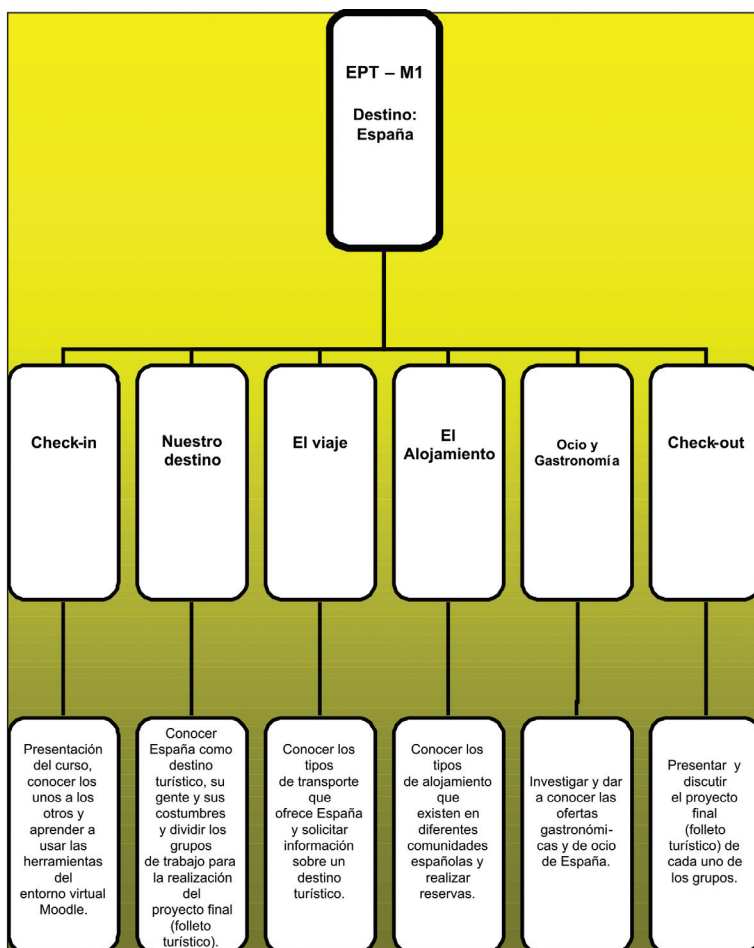 EPT – M1
Destino:
España
Check-in
Nuestro
destino
El viaje
El
Alojamiento
Ocio y
Gastronomía
Check-out
Presentación
del curso,
conocer los
unos a los
otros y
aprender a
usar las
herramientas
del
entorno virtual
Moodle.
Conocer
España como
destino
turístico, su
gente y sus
costumbres
y dividir los
grupos
de trabajo para
la realización
del
proyecto final
(folleto
turístico).
Conocer los
tipos
de transporte
que
ofrece España
y solicitar
información
sobre un
destino
turístico.
Conocer los
tipos
de alojamiento
que
existen en
diferentes
comunidades
españolas y
realizar
reservas.
Investigar y dar
a conocer las
ofertas
gastronómi-
cas y de ocio
de España.
Presentar y
discutir
el proyecto
final
(folleto
turístico) de
cada uno de
los grupos.